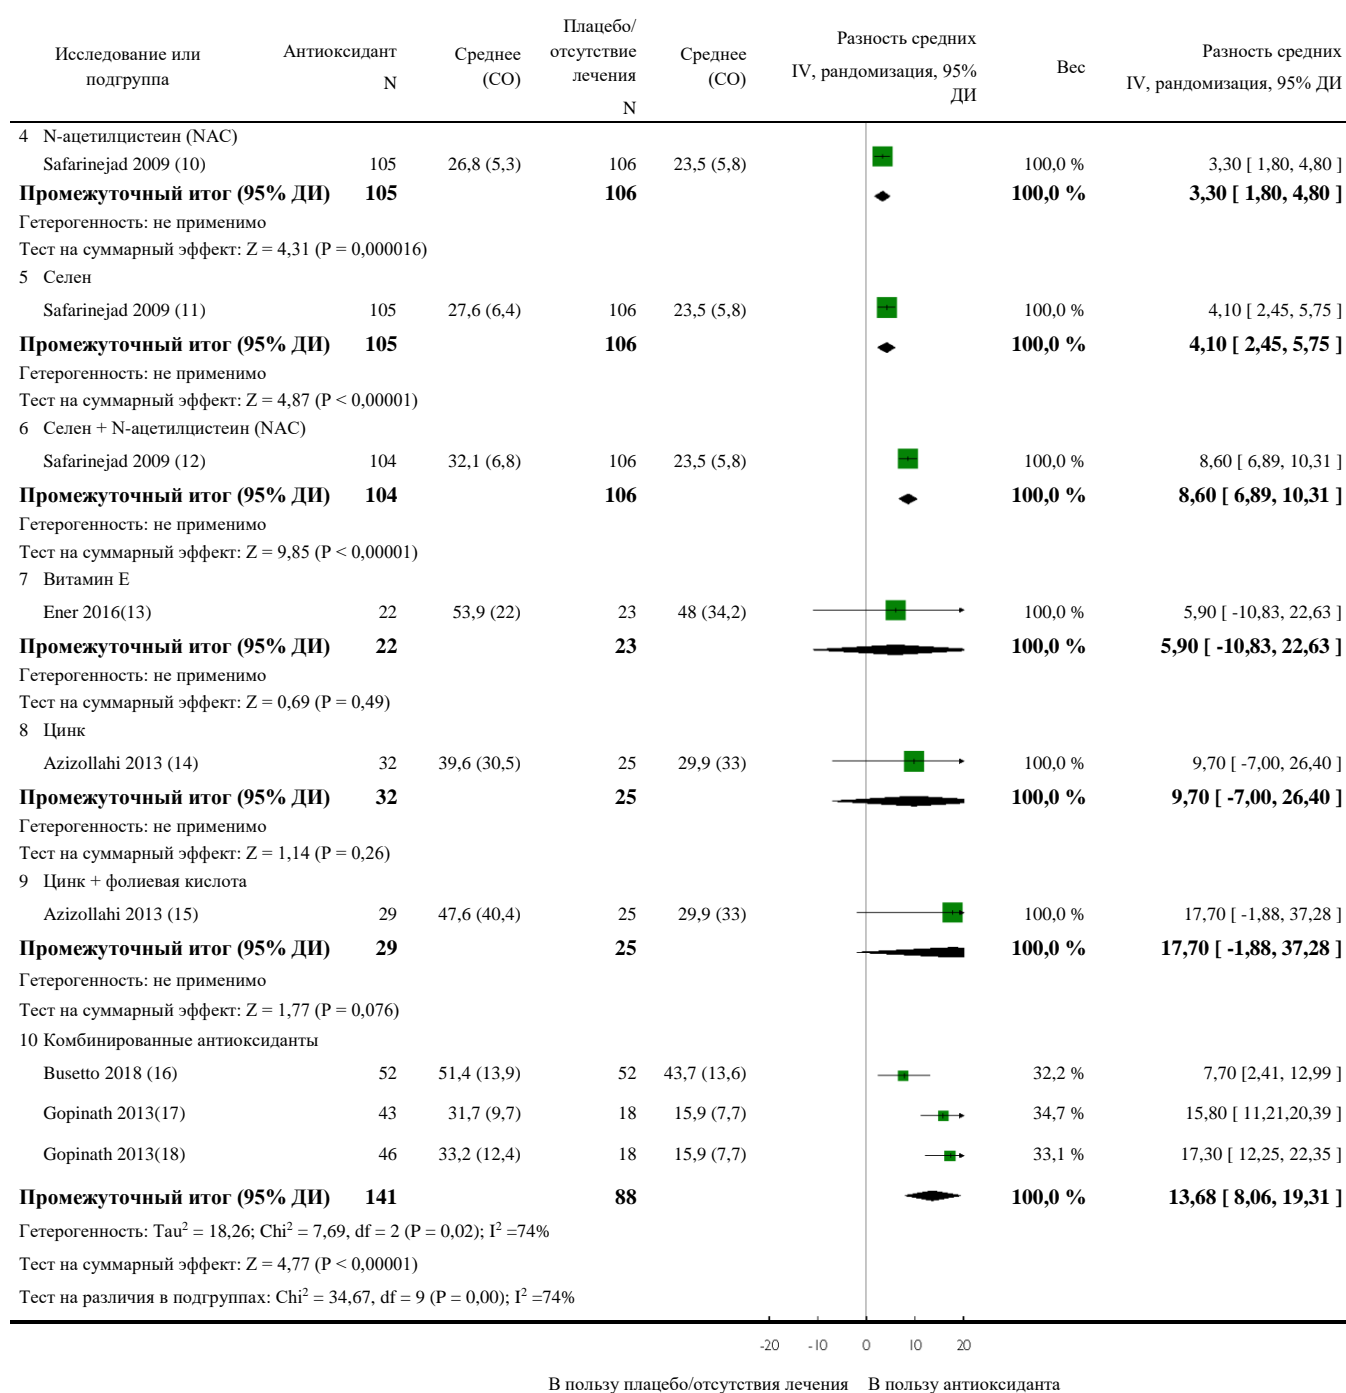 Исследование или подгруппа Антиоксидант N Среднее (СО) Плацебо/ отсутствие лечения N Среднее (СО) Разность средних IV, рандомизация, 95% ДИ Вес Разность средних IV, рандомизация, 95% ДИ
4 N-ацетилцистеин (NAC)
Safarinejad 2009 (10) 105 26,8 (5,3) 106 23,5 (5,8) 100,0 % 3,30 [ 1,80, 4,80 ]
Промежуточный итог (95% ДИ) 105 106 100,0 % 3,30 [ 1,80, 4,80 ]
Гетерогенность: не применимо
Тест на суммарный эффект: Z = 4,31 (P = 0,000016)
5 Селен
Safarinejad 2009 (11) 105 27,6 (6,4) 106 23,5 (5,8) 100,0 % 4,10 [ 2,45, 5,75 ]
Промежуточный итог (95% ДИ) 105 106 100,0 % 4,10 [ 2,45, 5,75 ]
Гетерогенность: не применимо
Тест на суммарный эффект: Z = 4,87 (P < 0,00001)
6 Селен + N-ацетилцистеин (NAC)
Safarinejad 2009 (12) 104 32,1 (6,8) 106 23,5 (5,8) 100,0 % 8,60 [ 6,89, 10,31 ]
Промежуточный итог (95% ДИ) 104 106 100,0 % 8,60 [ 6,89, 10,31 ]
Гетерогенность: не применимо
Тест на суммарный эффект: Z = 9,85 (P < 0,00001)
7 Витамин Е
Ener 2016(13) 22 53,9 (22) 23 48 (34,2) 100,0 % 5,90 [ -10,83, 22,63 ]
Промежуточный итог (95% ДИ) 22 23 100,0 % 5,90 [ -10,83, 22,63 ]
Гетерогенность: не применимо
Тест на суммарный эффект: Z = 0,69 (P = 0,49)
8 Цинк
Azizollahi 2013 (14) 32 39,6 (30,5) 25 29,9 (33) 100,0 % 9,70 [ -7,00, 26,40 ]
Промежуточный итог (95% ДИ) 32 25 100,0 % 9,70 [ -7,00, 26,40 ]
Гетерогенность: не применимо
Тест на суммарный эффект: Z = 1,14 (P = 0,26)
9 Цинк + фолиевая кислота
Azizollahi 2013 (15) 29 47,6 (40,4) 25 29,9 (33) 100,0 % 17,70 [ -1,88, 37,28 ]
Промежуточный итог (95% ДИ) 29 25 100,0 % 17,70 [ -1,88, 37,28 ]
Гетерогенность: не применимо
Тест на суммарный эффект: Z = 1,77 (P = 0,076)
10 Комбинированные антиоксиданты
Busetto 2018 (16) 52 51,4 (13,9) 52 43,7 (13,6) 32,2 % 7,70 [2,41, 12,99 ]
Gopinath 2013(17) 43 31,7 (9,7) 18 15,9 (7,7) 34,7 % 15,80 [ 11,21,20,39 ]
Gopinath 2013(18) 46 33,2 (12,4) 18 15,9 (7,7) 33,1 % 17,30 [ 12,25, 22,35 ]
Промежуточный итог (95% ДИ) 141 88 100,0 % 13,68 [ 8,06, 19,31 ]
Гетерогенность: Tau² = 18,26; Chi² = 7,69, df = 2 (P = 0,02); I² =74%
Тест на суммарный эффект: Z = 4,77 (P < 0,00001)
Тест на различия в подгруппах: Chi² = 34,67, df = 9 (P = 0,00); I² =74%
-20 -10 0 10 20
В пользу плацебо/отсутствия лечения В пользу антиоксиданта